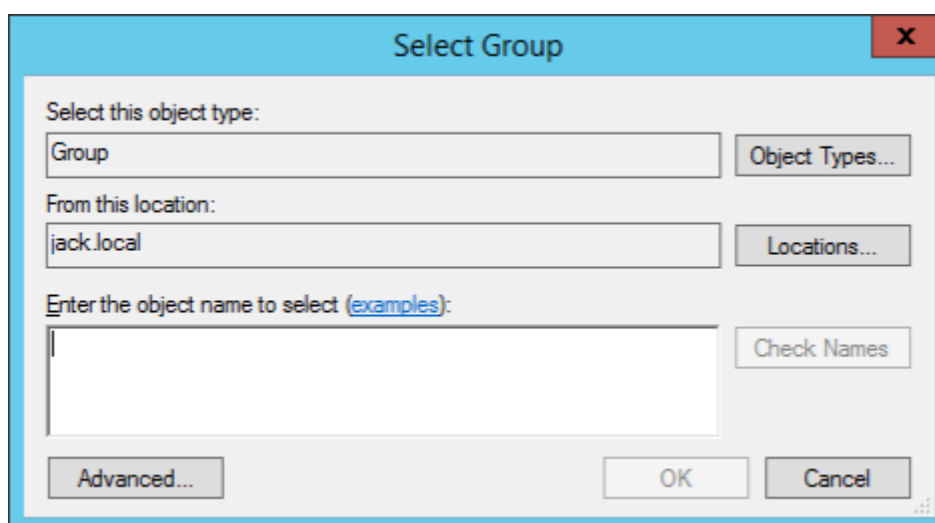 Select Group
x
Select this object type:
Group
Object Types...
From this location:
jack.local
Locations...
Enter the object name to select (examples):
Check Names
Advanced...
OK
Cancel